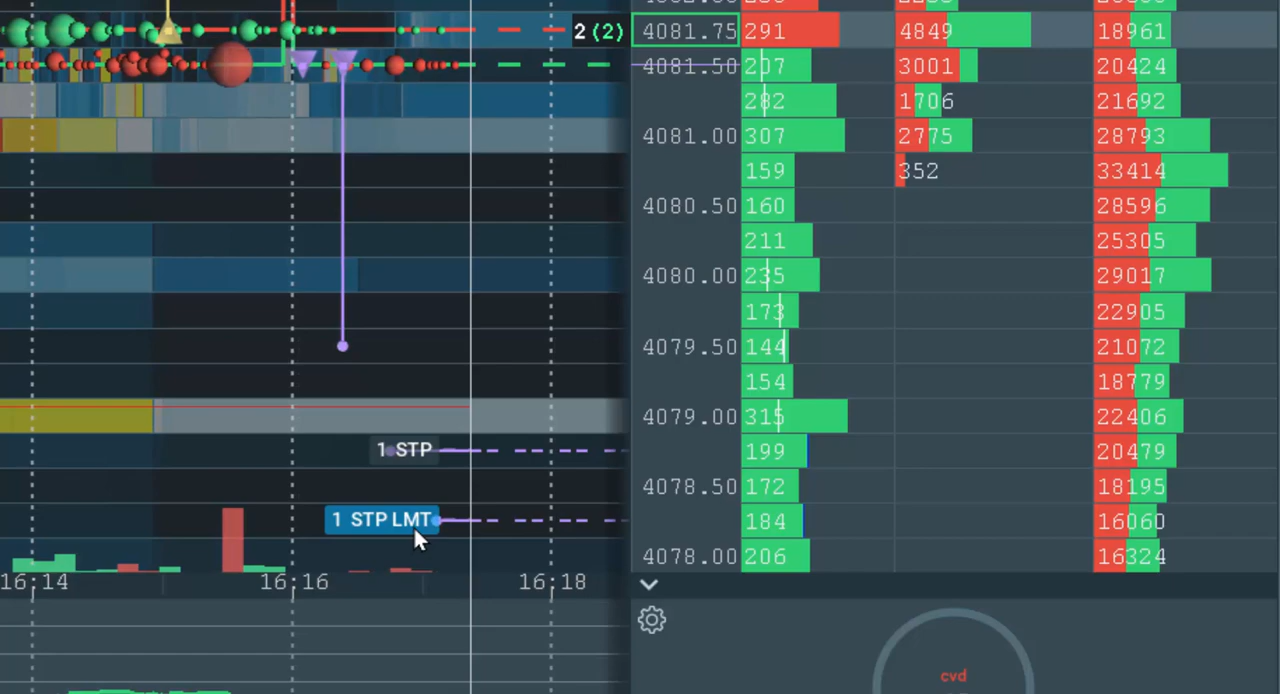 2 (2)
4081.75 291 4849 18961
4081.50 207 3001 20424
282 1706 21692
4081.00 307 2775 28793
159 352 33414
4080.50 160 28596
211 25305
4080.00 235 29017
173 22905
4079.50 144 21072
154 18779
4079.00 315 22406
1 STP 199 20479
4078.50 172 18195
1 STP LMT 184 16060
4078.00 206 16324
16:14 16:16 16:18
cvd